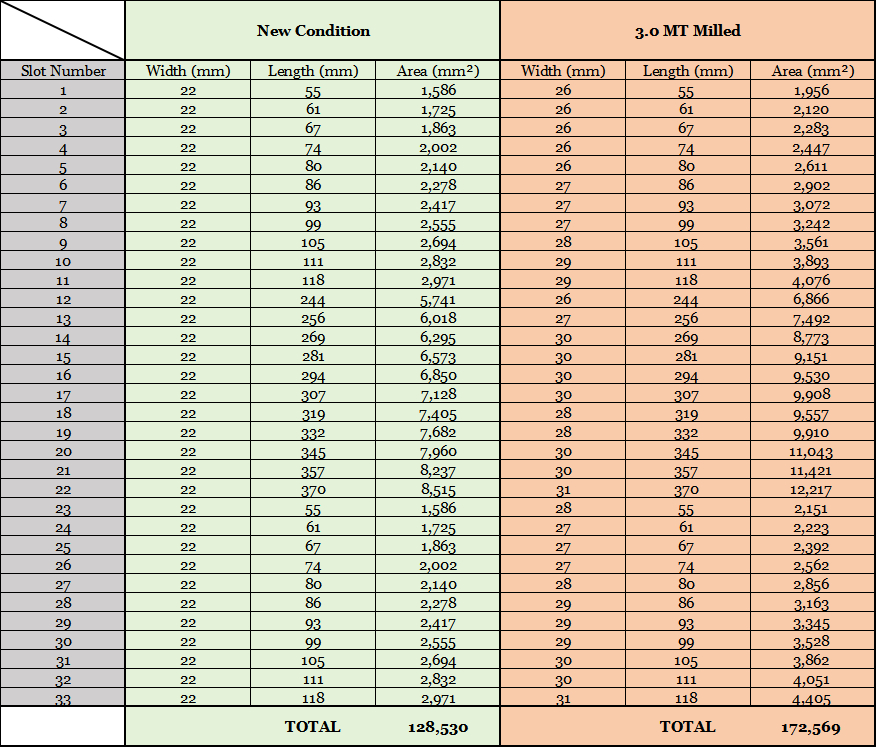 New Condition 3.0 MT Milled
Slot Number Width (mm) Length (mm) Area (mm²) Width (mm) Length (mm) Area (mm²)
1 22 55 1,586 26 55 1,956
2 22 61 1,725 26 61 2,120
3 22 67 1,863 26 67 2,283
4 22 74 2,002 26 74 2,447
5 22 80 2,140 26 80 2,611
6 22 86 2,278 27 86 2,902
7 22 93 2,417 27 93 3,072
8 22 99 2,555 27 99 3,242
9 22 105 2,694 28 105 3,561
10 22 111 2,832 29 111 3,893
11 22 118 2,971 29 118 4,076
12 22 244 5,741 26 244 6,866
13 22 256 6,018 27 256 7,492
14 22 269 6,295 30 269 8,773
15 22 281 6,573 30 281 9,151
16 22 294 6,850 30 294 9,530
17 22 307 7,128 30 307 9,908
18 22 319 7,405 28 319 9,557
19 22 332 7,682 28 332 9,910
20 22 345 7,960 30 345 11,043
21 22 357 8,237 30 357 11,421
22 22 370 8,515 31 370 12,217
23 22 55 1,586 28 55 2,151
24 22 61 1,725 27 61 2,223
25 22 67 1,863 27 67 2,392
26 22 74 2,002 27 74 2,562
27 22 80 2,140 28 80 2,856
28 22 86 2,278 29 86 3,163
29 22 93 2,417 29 93 3,345
30 22 99 2,555 29 99 3,528
31 22 105 2,694 30 105 3,862
32 22 111 2,832 30 111 4,051
33 22 118 2,971 31 118 4,405
TOTAL 128,530 TOTAL 172,569